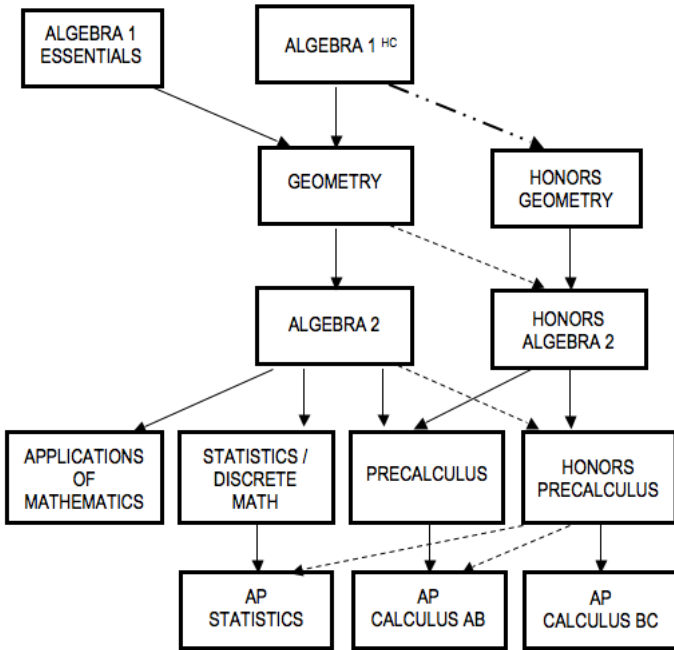 ALGEBRA 1
ESSENTIALS
ALGEBRA 1 HC
GEOMETRY
HONORS
GEOMETRY
ALGEBRA 2
HONORS
ALGEBRA 2
APPLICATIONS
OF
MATHEMATICS
STATISTICS /
DISCRETE
MATH
PRECALCULUS
HONORS
PRECALCULUS
AP
STATISTICS
AP
CALCULUS AB
AP
CALCULUS BC